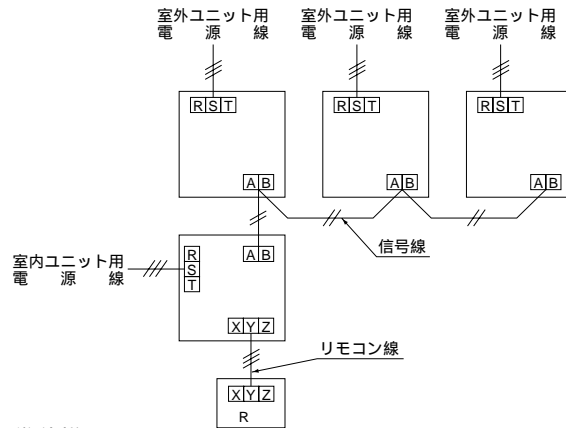 室外ユニット用 室外ユニット用 室外ユニット用
電源線 電源線 電源線
R S T R S T R S T
A B A B A B
信号線
室内ユニット用
電源線
R
S
T
A B
X Y Z
リモコン線
X Y Z
R